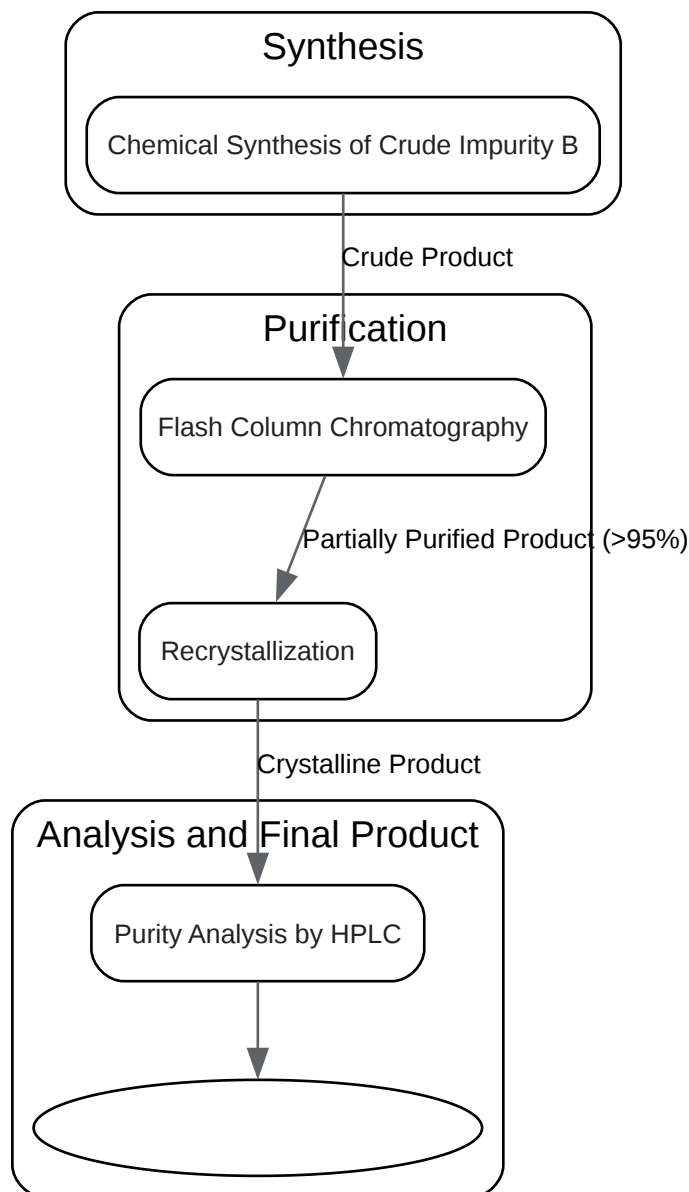 Synthesis
Chemical Synthesis of Crude Impurity B
Crude Product
Purification
Flash Column Chromatography
Partially Purified Product (>95%)
Recrystallization
Crystalline Product
Analysis and Final Product
Purity Analysis by HPLC